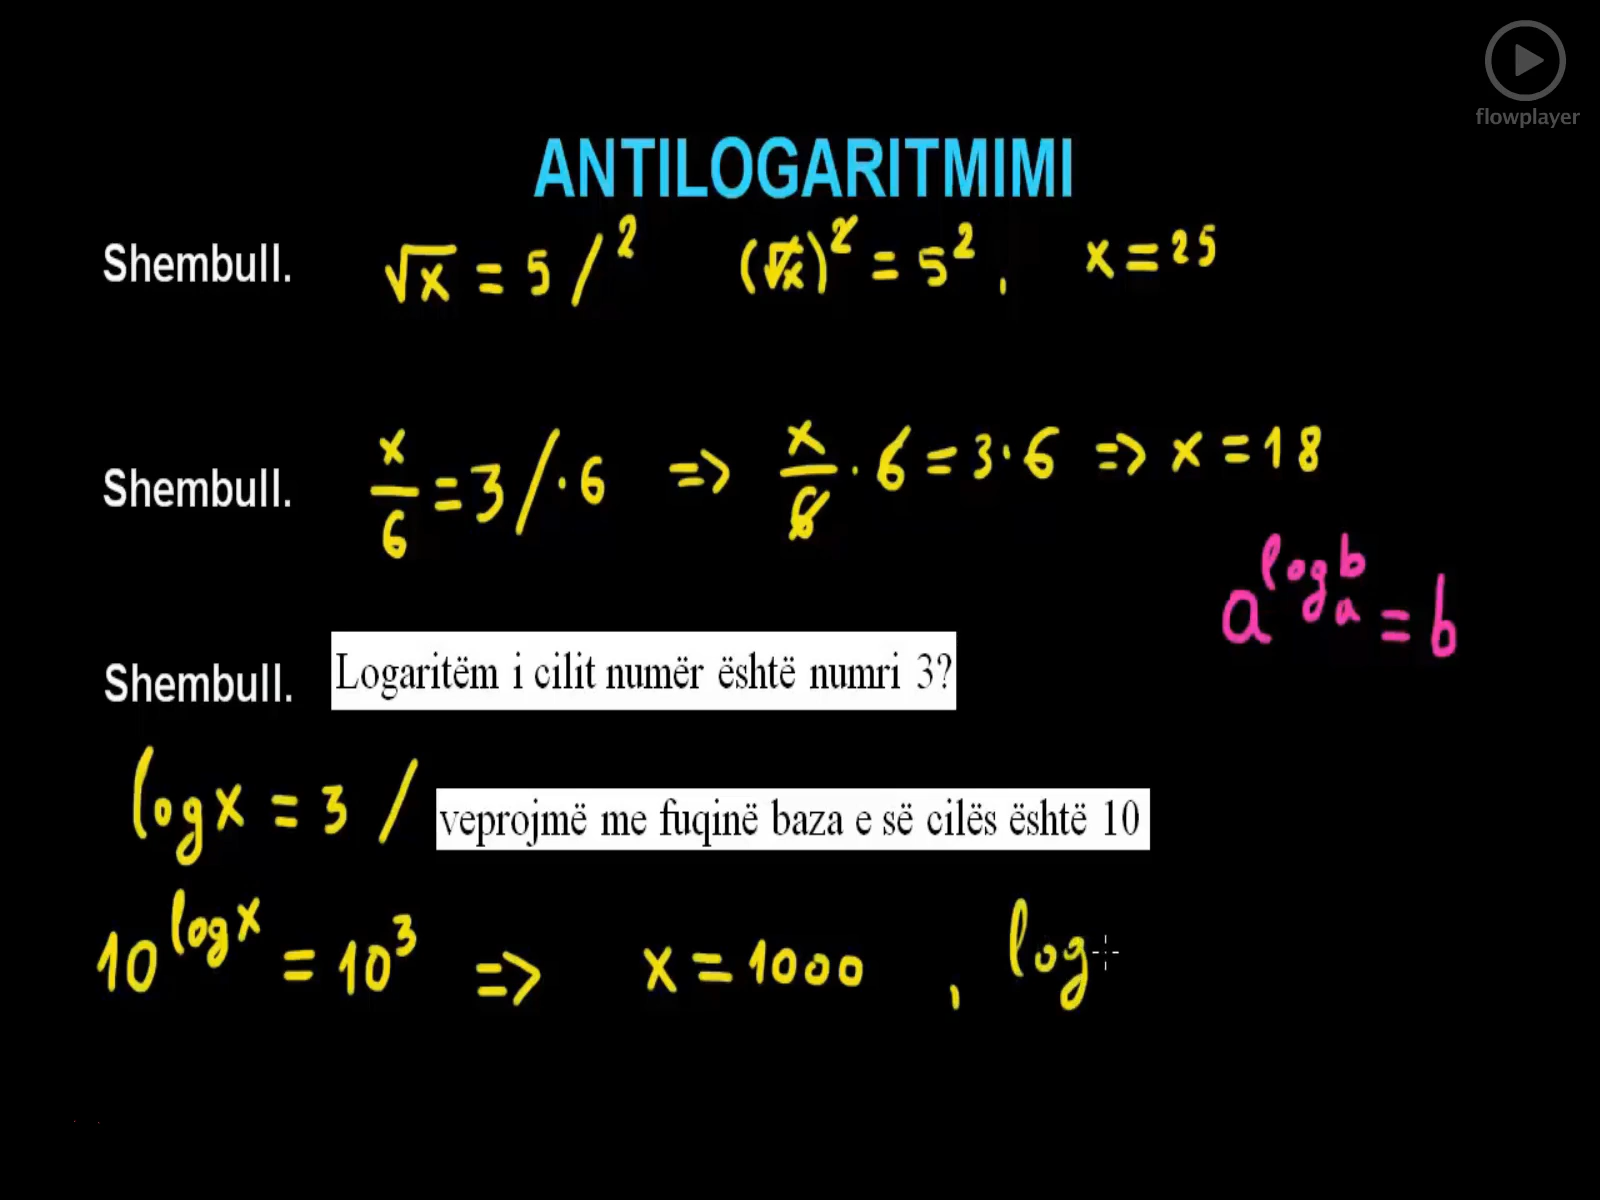 flowplayer
ANTILOGARITMIMI
Shembull. √x = 5 / ² (√x)² = 5² , x = 25
Shembull. x/6 = 3 / · 6 => x/6 · 6 = 3 · 6 => x = 18
a^(log_a b) = b
Shembull. Logaritëm i cilit numër është numri 3?
log x = 3 / veprojmë me fuqinë baza e së cilës është 10
10^(log x) = 10³ => x = 1000 , log